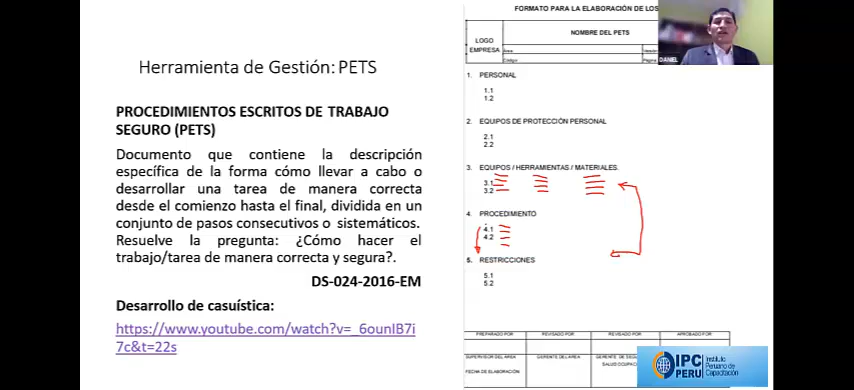 Herramienta de Gestión: PETS
PROCEDIMIENTOS ESCRITOS DE TRABAJO
SEGURO (PETS)
Documento que contiene la descripción
específica de la forma cómo llevar a cabo o
desarrollar una tarea de manera correcta
desde el comienzo hasta el final, dividida en un
conjunto de pasos consecutivos o sistemáticos.
Resuelve la pregunta: ¿Cómo hacer el
trabajo/tarea de manera correcta y segura?.
DS-024-2016-EM
Desarrollo de casuística:
https://www.youtube.com/watch?v=_6ounIB7i
7c&t=22s
FORMATO PARA LA ELABORACIÓN DE LOS
LOGO
EMPRESA
NOMBRE DEL PETS
Área:
Versión:
Código:
Página:
DANIEL
1. PERSONAL
1.1
1.2
2. EQUIPOS DE PROTECCIÓN PERSONAL
2.1
2.2
3. EQUIPOS / HERRAMIENTAS / MATERIALES.
3.1
3.2
4. PROCEDIMIENTO
4.1
4.2
5. RESTRICCIONES
5.1
5.2
PREPARADO POR
REVISADO POR
REVISADO POR
APROBADO POR
SUPERVISOR DEL AREA
GERENTE DEL AREA
GERENTE DE
SALUD
FECHA DE ELABORACIÓN
IPC
PERÚ
Instituto
Peruano de
Capacitación